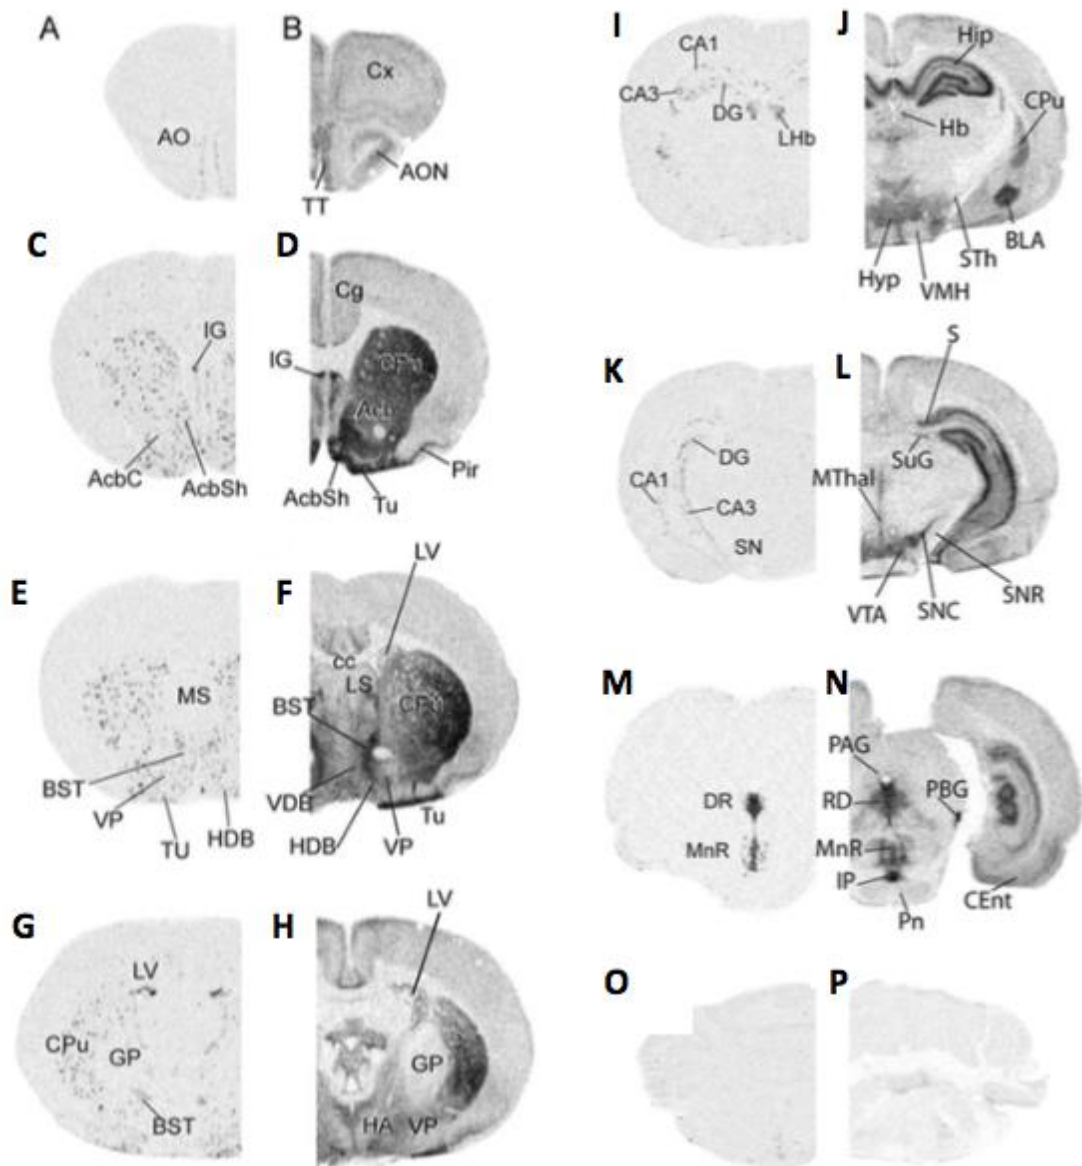 A
AO
B
Cx
AON
TT
C
IG
AcbC
AcbSh
D
Cg
IG
CPu
Acb
AcbSh
Tu
Pir
E
MS
BST
VP
TU
HDB
F
LV
cc
LS
CPu
BST
VDB
HDB
VP
Tu
G
LV
CPu
GP
BST
H
LV
GP
HA
VP
I
CA1
CA3
DG
LHb
J
Hip
CPu
Hb
BLA
STh
Hyp
VMH
K
DG
CA1
CA3
SN
L
S
SuG
MThal
SNR
VTA
SNC
M
DR
MnR
N
PAG
RD
PBG
MnR
IP
Pn
CEnt
O
P